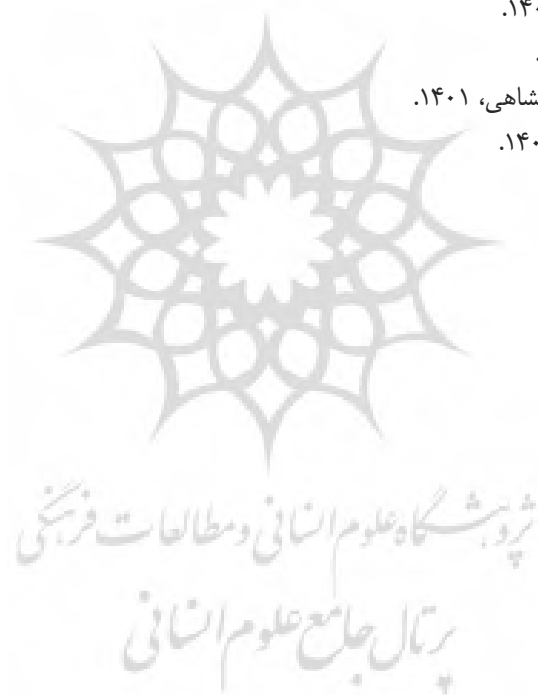 ۱۴۰.
.
شاهی، ۱۴۰۱.
۱۴۰.
پژوهشگاه علوم انسانی و مطالعات فرهنگی
پرتال جامع علوم انسانی